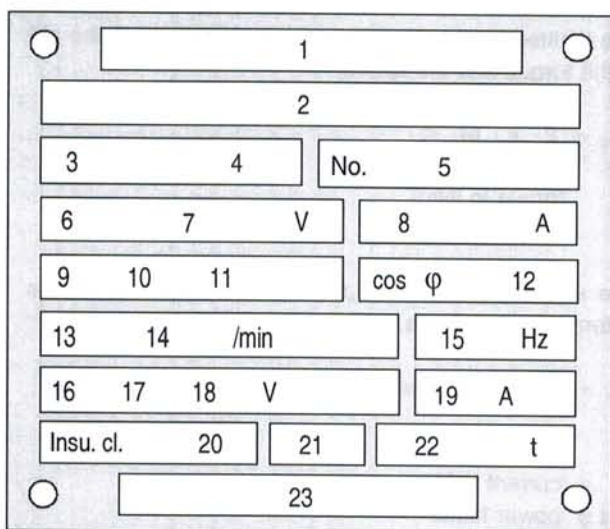 1
2
3 4 No. 5
6 7 V 8 A
9 10 11 cos φ 12
13 14 /min 15 Hz
16 17 18 V 19 A
Insu. cl. 20 21 22 t
23